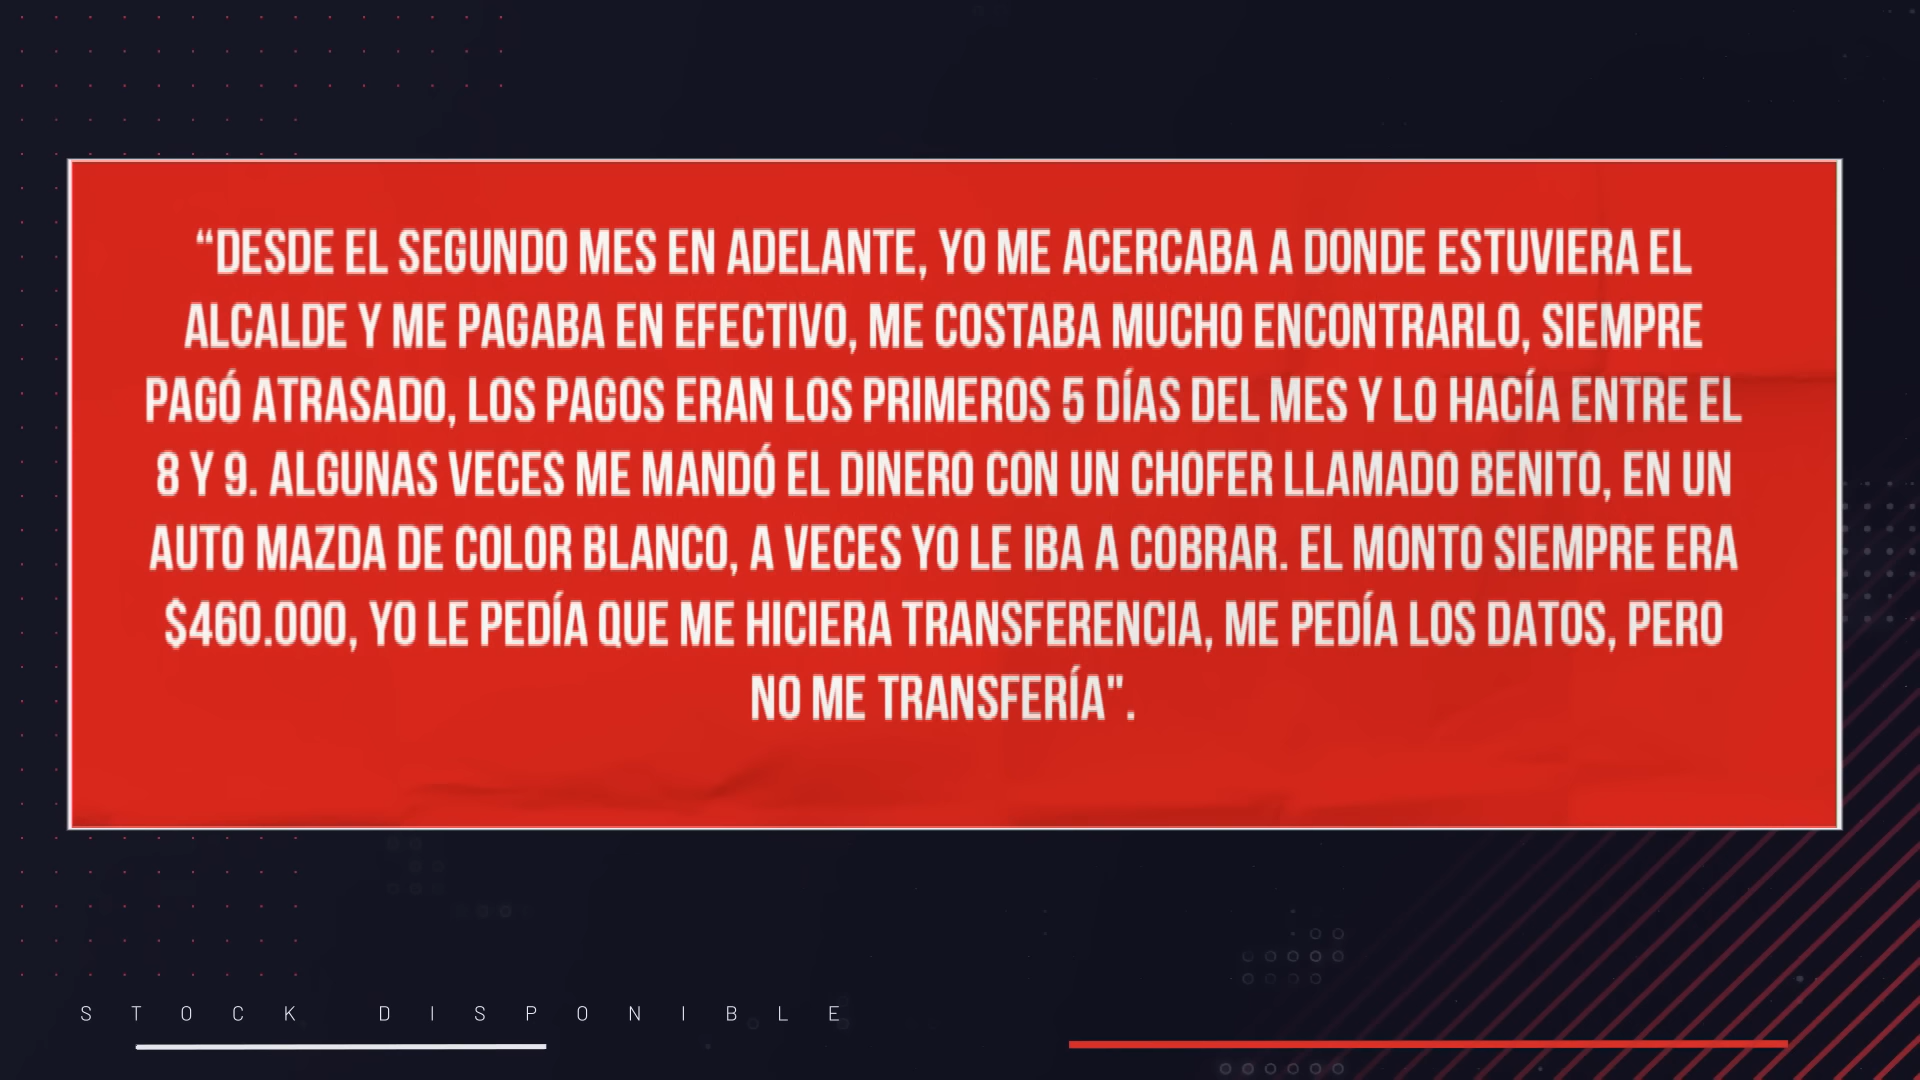 “DESDE EL SEGUNDO MES EN ADELANTE, YO ME ACERCABA A DONDE ESTUVIERA EL
ALCALDE Y ME PAGABA EN EFECTIVO, ME COSTABA MUCHO ENCONTRARLO, SIEMPRE
PAGÓ ATRASADO, LOS PAGOS ERAN LOS PRIMEROS 5 DÍAS DEL MES Y LO HACÍA ENTRE EL
8 Y 9. ALGUNAS VECES ME MANDÓ EL DINERO CON UN CHOFER LLAMADO BENITO, EN UN
AUTO MAZDA DE COLOR BLANCO, A VECES YO LE IBA A COBRAR. EL MONTO SIEMPRE ERA
$460.000, YO LE PEDÍA QUE ME HICIERA TRANSFERENCIA, ME PEDÍA LOS DATOS, PERO
NO ME TRANSFERÍA".
STOCK DISPONIBLE